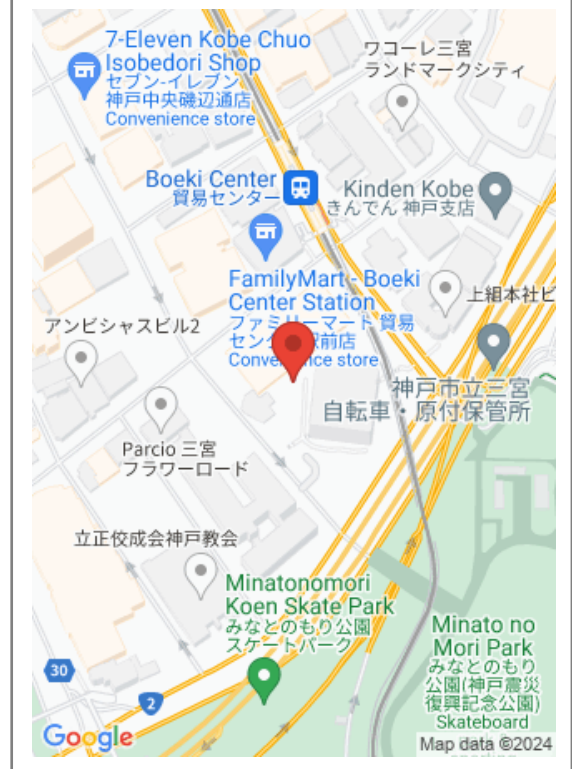 7-Eleven Kobe Chuo
Isobedori Shop
セブン-イレブン
神戸中央磯辺通店
Convenience store
ワコーレ三宮
ランドマークシティ
Boeki Center
貿易センター
Kinden Kobe
きんでん 神戸支店
FamilyMart - Boeki
Center Station
ファミリーマート 貿易
センター駅前店
Convenience store
上組本社ビ
アンビシャスビル2
神戸市立三宮
自転車・原付保管所
Parcio 三宮
フラワーロード
立正佼成会神戸教会
Minatonomori
Koen Skate Park
みなとのもり公園
スケートパーク
Minato no
Mori Park
みなとのもり
公園(神戸震災
復興記念公園)
Skateboard
30
2
Google
Map data ©2024